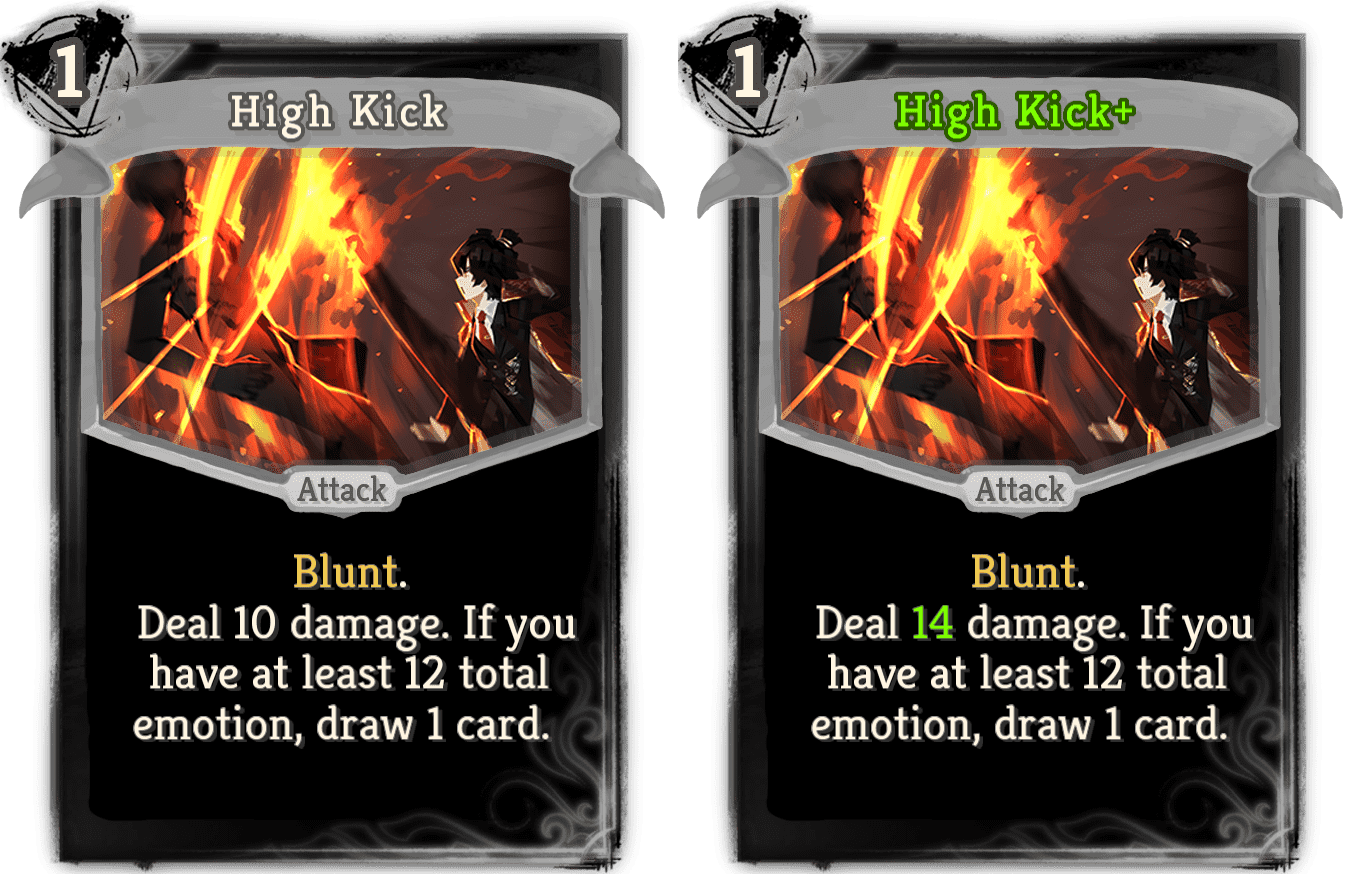 1
High Kick
Attack
Blunt.
Deal 10 damage. If you
have at least 12 total
emotion, draw 1 card.
1
High Kick+
Attack
Blunt.
Deal 14 damage. If you
have at least 12 total
emotion, draw 1 card.